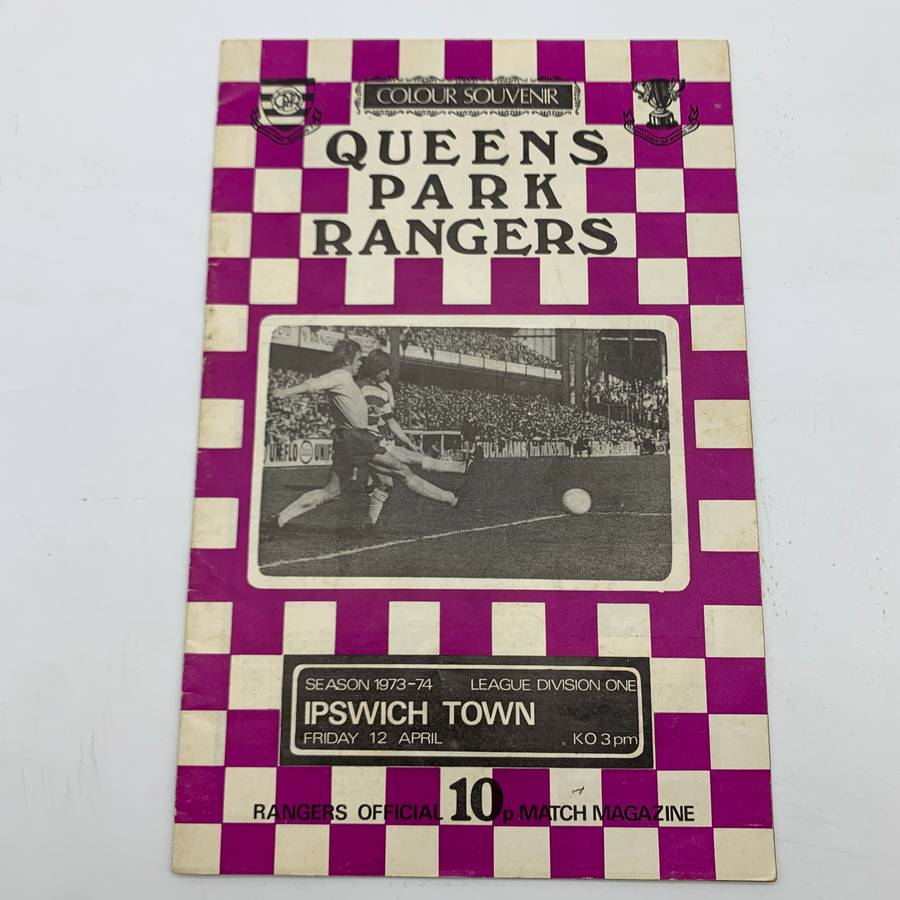 COLOUR SOUVENIR
QUEENS
PARK
RANGERS
SEASON 1973-74 LEAGUE DIVISION ONE
IPSWICH TOWN
FRIDAY 12 APRIL KO 3pm
RANGERS OFFICIAL 10p MATCH MAGAZINE